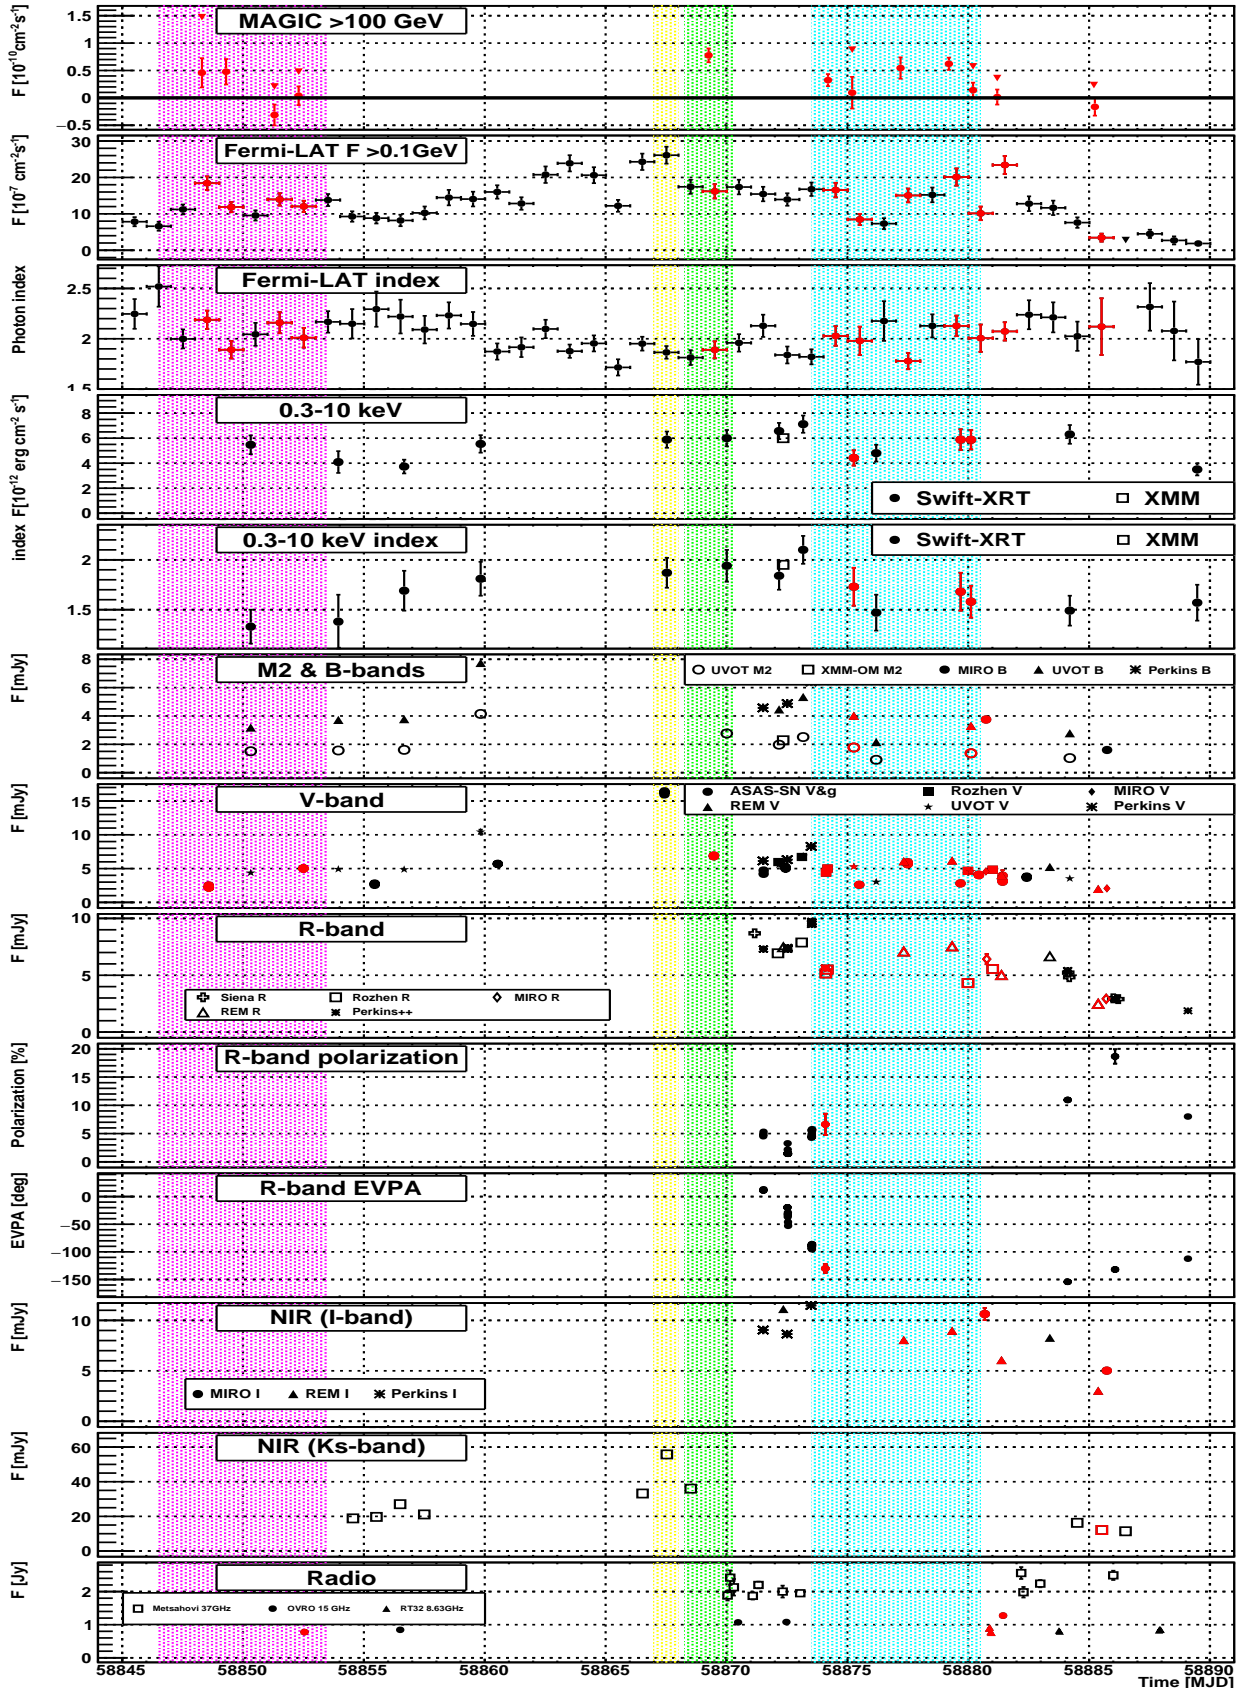 MAGIC >100 GeV
F [10⁻¹⁰cm⁻²s⁻¹]
1.5
1
0.5
0
−0.5
Fermi-LAT F >0.1GeV
F [10⁻⁷ cm⁻²s⁻¹]
30
20
10
0
Fermi-LAT index
Photon index
2.5
2
1.5
0.3-10 keV
F[10⁻¹² erg cm⁻² s⁻¹]
8
6
4
2
0
Swift-XRT XMM
0.3-10 keV index
index
2
1.5
Swift-XRT XMM
M2 & B-bands
F [mJy]
8
6
4
2
0
UVOT M2 XMM-OM M2 MIRO B UVOT B Perkins B
V-band
F [mJy]
15
10
5
0
ASAS-SN V&g Rozhen V MIRO V
REM V UVOT V Perkins V
R-band
F [mJy]
10
5
0
Siena R Rozhen R MIRO R
REM R Perkins++
R-band polarization
Polarization [%]
20
15
10
5
0
R-band EVPA
EVPA [deg]
0
−50
−100
−150
NIR (I-band)
F [mJy]
10
5
0
MIRO I REM I Perkins I
NIR (Ks-band)
F [mJy]
60
40
20
0
Radio
F [Jy]
2
1
0
Metsahovi 37GHz OVRO 15 GHz RT32 8.63GHz
58845 58850 58855 58860 58865 58870 58875 58880 58885 58890
Time [MJD]